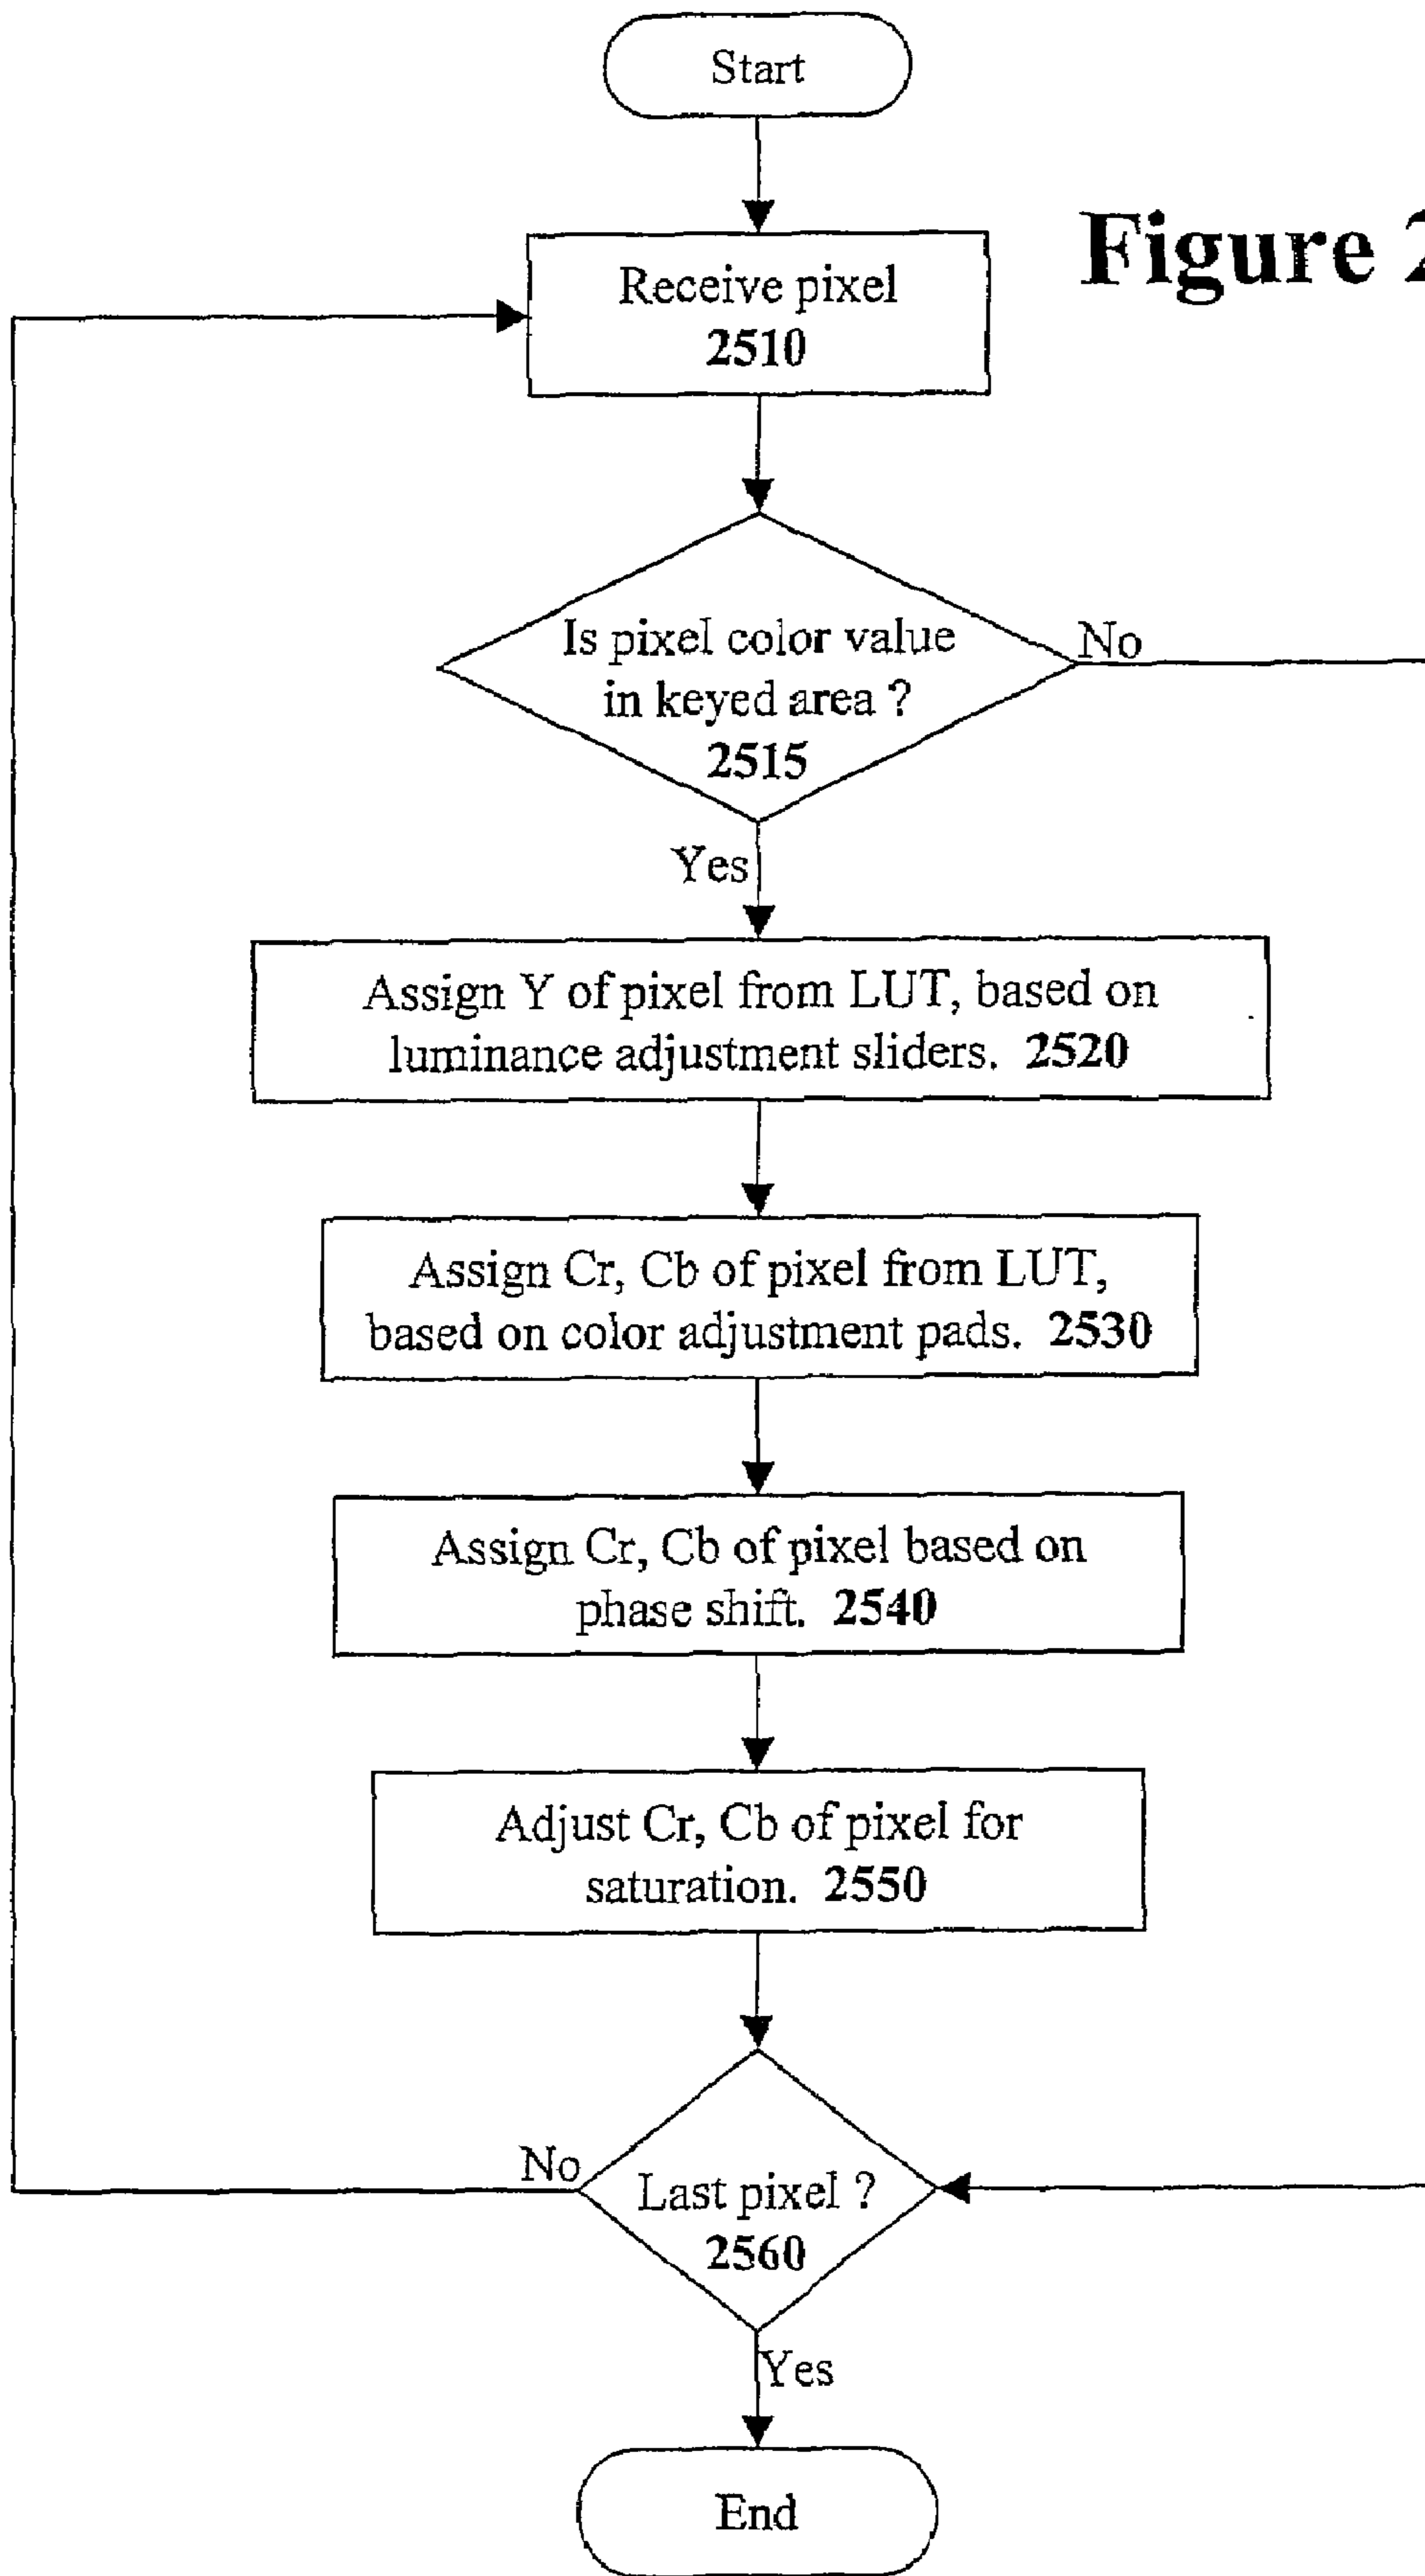 Start
Figure 2
Receive pixel
2510
Is pixel color value
in keyed area ?
2515
No
Yes
Assign Y of pixel from LUT, based on
luminance adjustment sliders. 2520
Assign Cr, Cb of pixel from LUT,
based on color adjustment pads. 2530
Assign Cr, Cb of pixel based on
phase shift. 2540
Adjust Cr, Cb of pixel for
saturation. 2550
No
Last pixel ?
2560
Yes
End